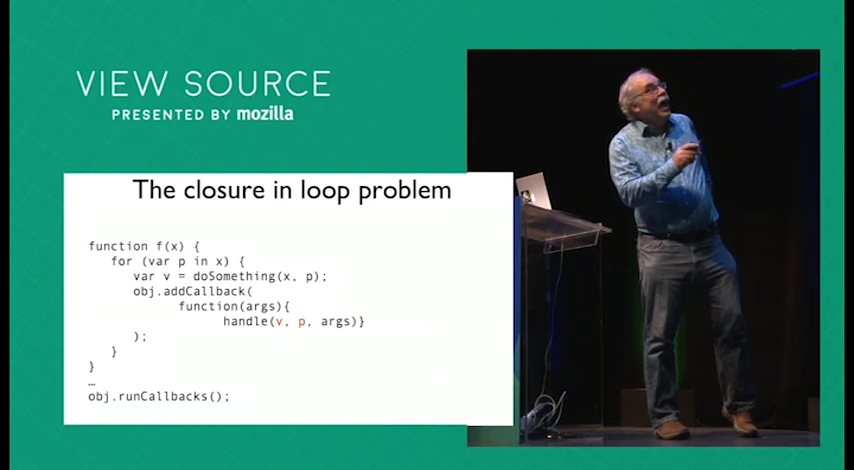 VIEW SOURCE
PRESENTED BY mozilla
The closure in loop problem
function f(x) {
for (var p in x) {
var v = doSomething(x, p);
obj.addCallback(
function(args){
handle(v, p, args)}
);
}
}
…
obj.runCallbacks();